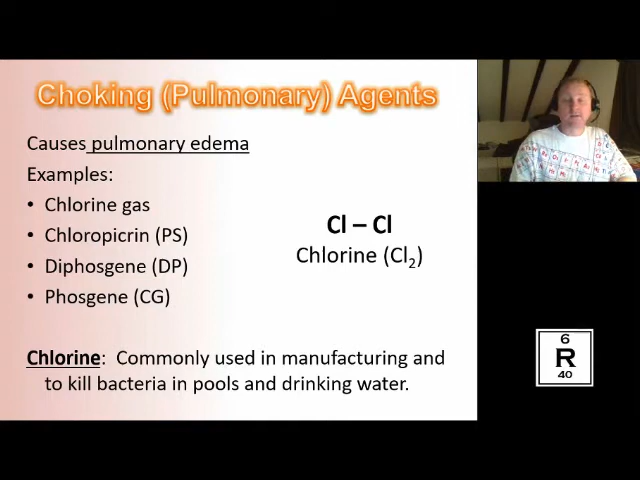 Choking (Pulmonary) Agents
Causes pulmonary edema
Examples:
• Chlorine gas
• Chloropicrin (PS)
• Diphosgene (DP)
• Phosgene (CG)
Cl – Cl
Chlorine (Cl₂)
Chlorine: Commonly used in manufacturing and
to kill bacteria in pools and drinking water.
6
R
40